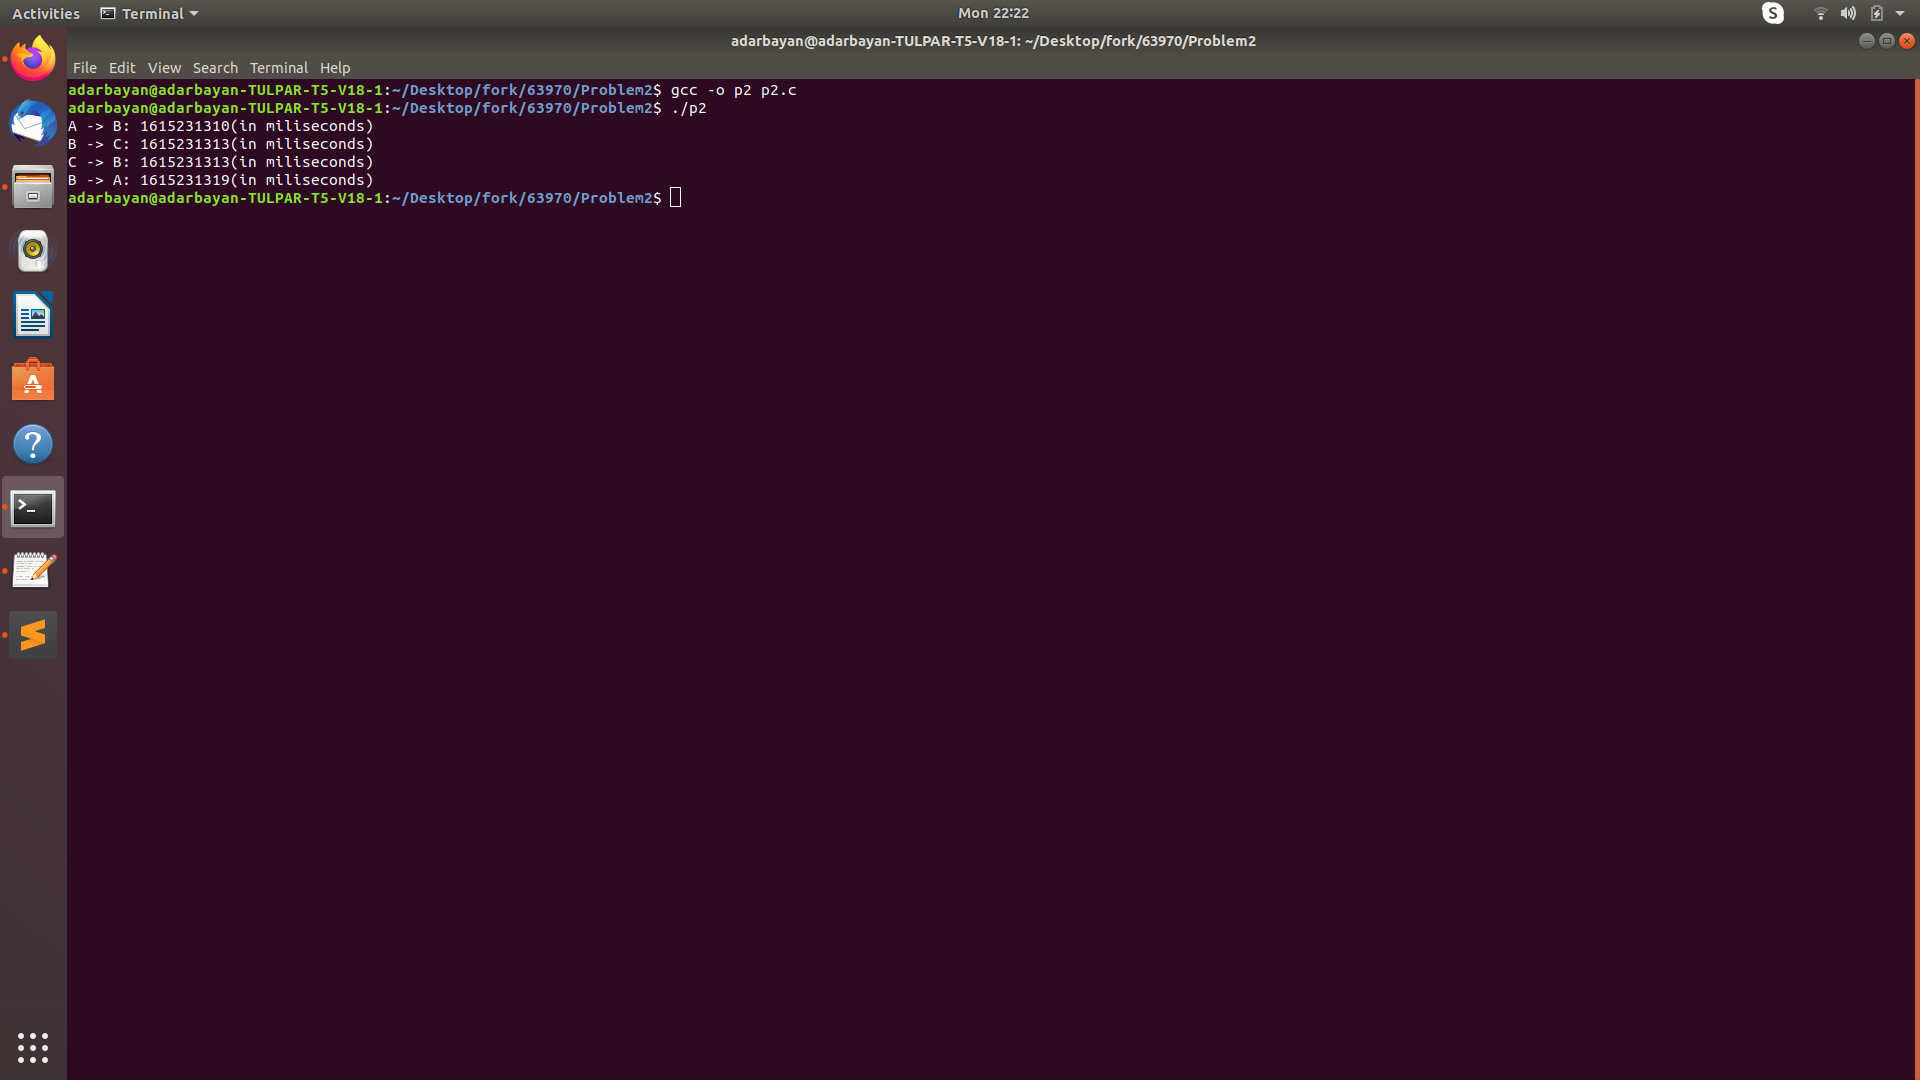 Activities Terminal Mon 22:22
adarbayan@adarbayan-TULPAR-T5-V18-1: ~/Desktop/fork/63970/Problem2
File Edit View Search Terminal Help
adarbayan@adarbayan-TULPAR-T5-V18-1:~/Desktop/fork/63970/Problem2$ gcc -o p2 p2.c
adarbayan@adarbayan-TULPAR-T5-V18-1:~/Desktop/fork/63970/Problem2$ ./p2
A -> B: 1615231310(in miliseconds)
B -> C: 1615231313(in miliseconds)
C -> B: 1615231313(in miliseconds)
B -> A: 1615231319(in miliseconds)
adarbayan@adarbayan-TULPAR-T5-V18-1:~/Desktop/fork/63970/Problem2$